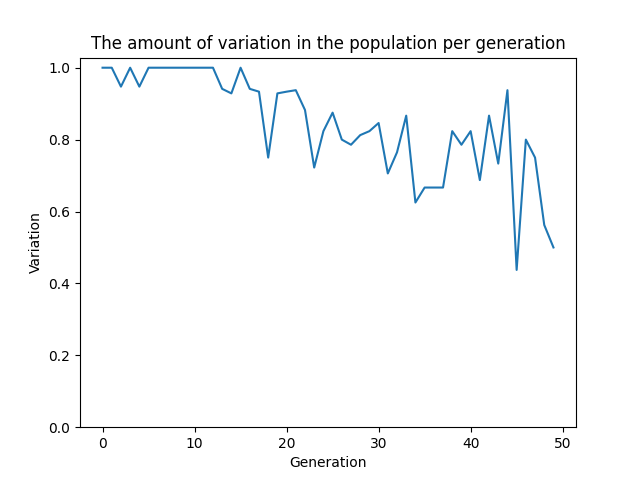 The amount of variation in the population per generation
1.0
0.8
0.6
0.4
0.2
0.0
Variation
0 10 20 30 40 50
Generation